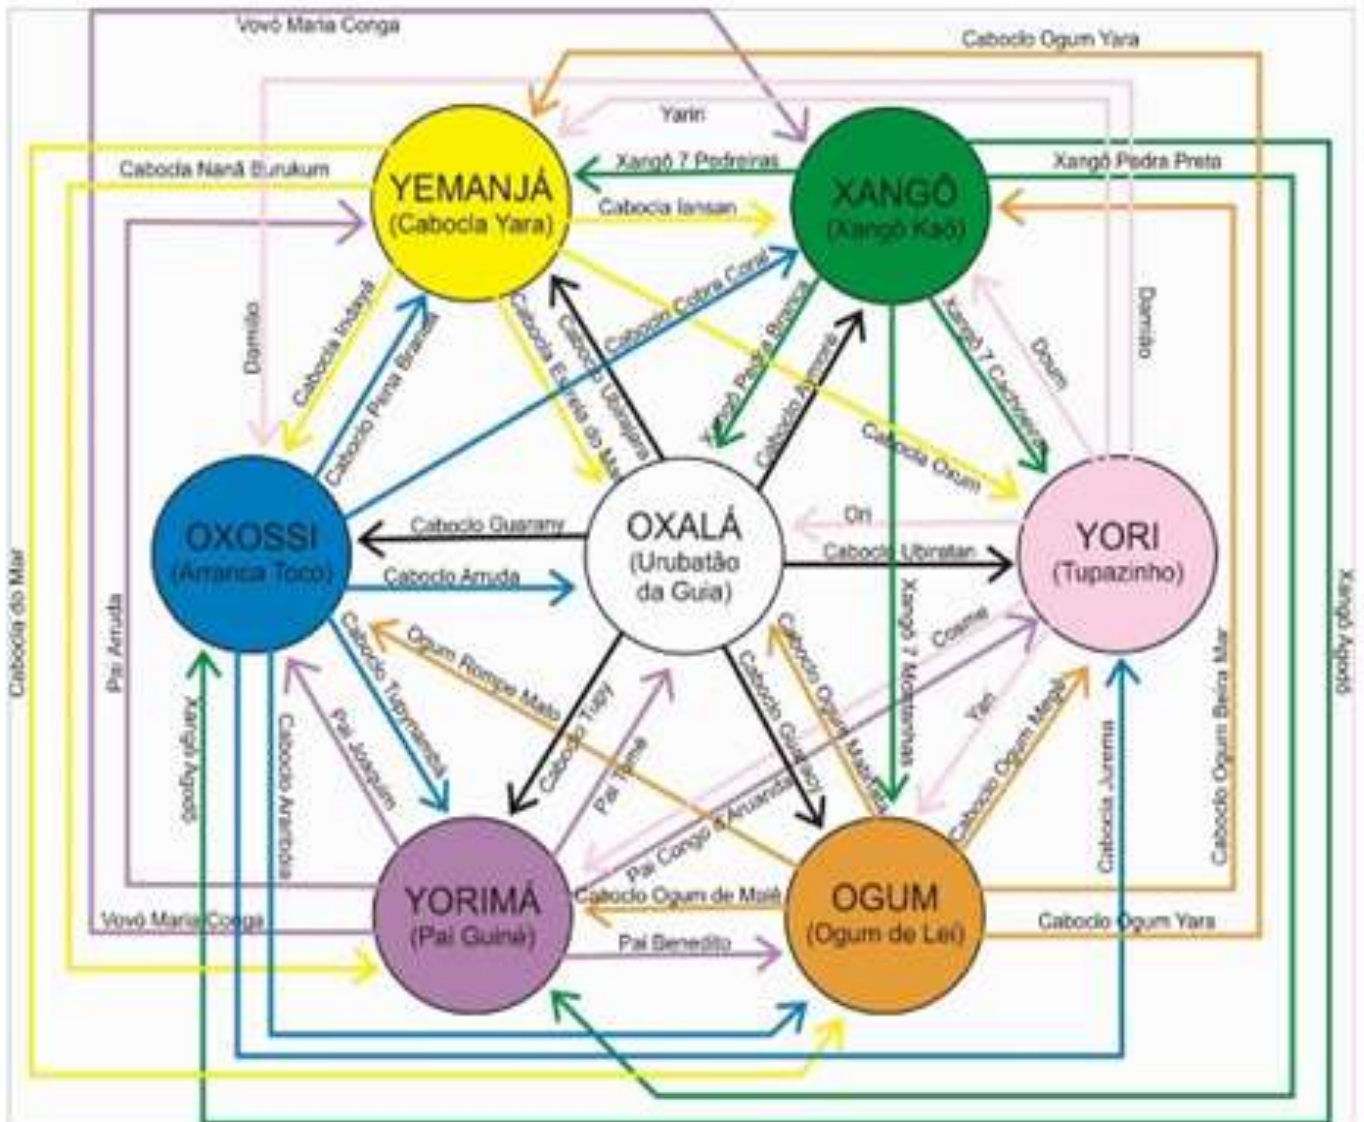 Vovó Maria Conga
Caboclo Ogum Yara
Yariri
Cabocla Nanã Burukum
Xangô 7 Pedreiras
Xangô Pedra Preta
YEMANJÁ
(Cabocla Yara)
XANGÔ
(Xangô Kaô)
Cabocla Iansan
Caboclo Cobra Coral
Damião
Cabocla Indayá
Caboclo Pena Branca
Cabocla Estrela do Mar
Caboclo Ubirajara
Xangô Pedra Branca
Caboclo Aymoré
Xangô 7 Cachoeiras
Doum
Damião
Cabocla Oxum
OXOSSI
(Arranca Toco)
Caboclo Guarany
Caboclo Arruda
OXALÁ
(Urubatão
da Guia)
Ori
Caboclo Ubiratan
YORI
(Tupazinho)
Cabocla do Mar
Pai Arruda
Xangô Agodô
Caboclo Araribóia
Pai Joaquim
Caboclo Tupynambá
Ogum Rompe Mato
Caboclo Tupy
Pai Tomé
Caboclo Guaracy
Caboclo Ogum Matinata
Xangô 7 Montanhas
Cosme
Yari
Pai Congo d'Aruanda
Caboclo Ogum Megê
Cabocla Jurema
Caboclo Ogum Beira Mar
Xangô Agodô
YORIMÁ
(Pai Guiné)
Caboclo Ogum de Malê
Pai Benedito
OGUM
(Ogum de Lei)
Vovó Maria Conga
Caboclo Ogum Yara